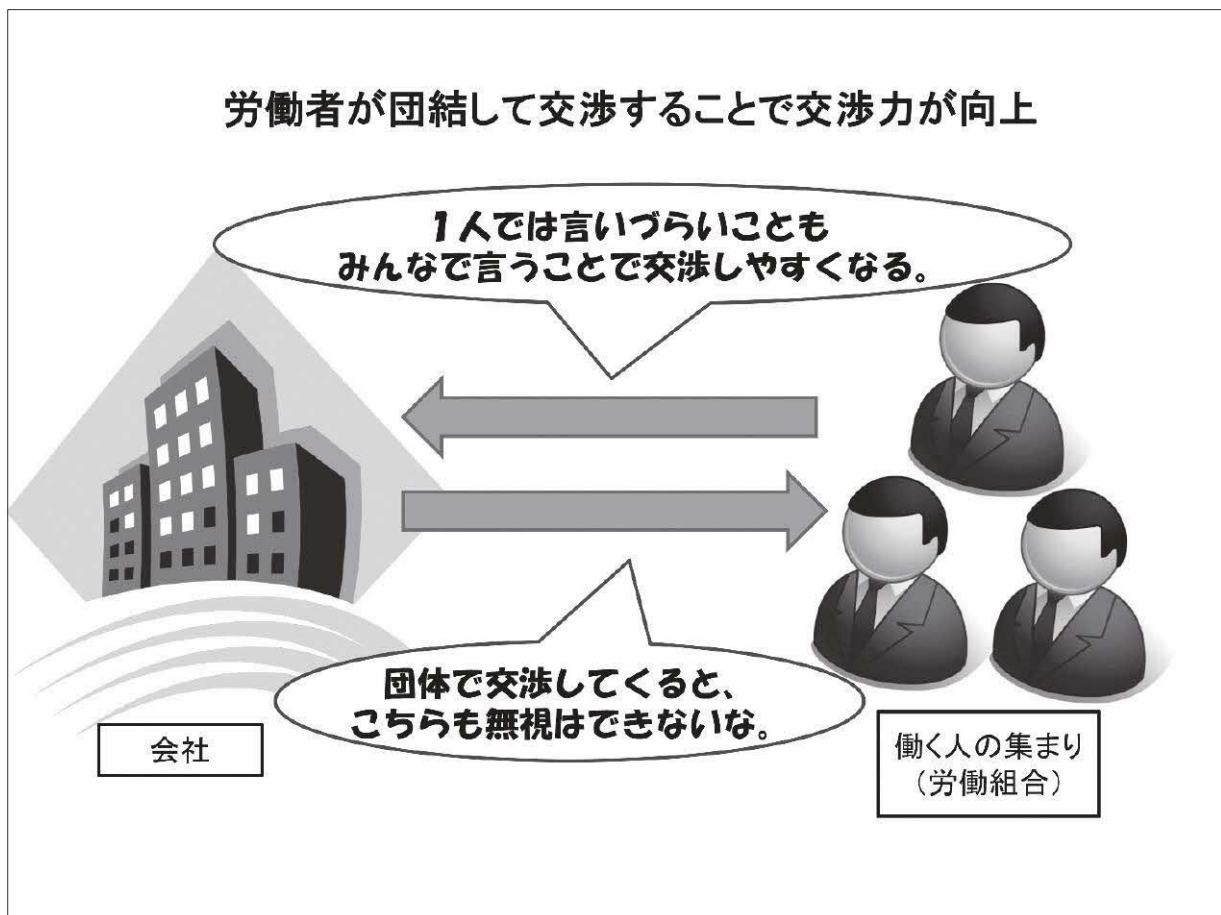 労働者が団結して交渉することで交渉力が向上
1人では言いづらいことも
みんなで言うことで交渉しやすくなる。
団体で交渉してくると、
こちらも無視はできないな。
会社
働く人の集まり
(労働組合)